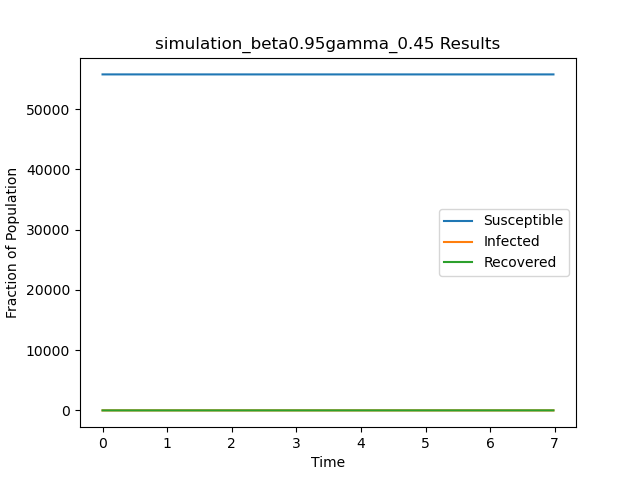 simulation_beta0.95gamma_0.45 Results
Fraction of Population
50000
40000
30000
20000
10000
0
Susceptible
Infected
Recovered
0 1 2 3 4 5 6 7
Time